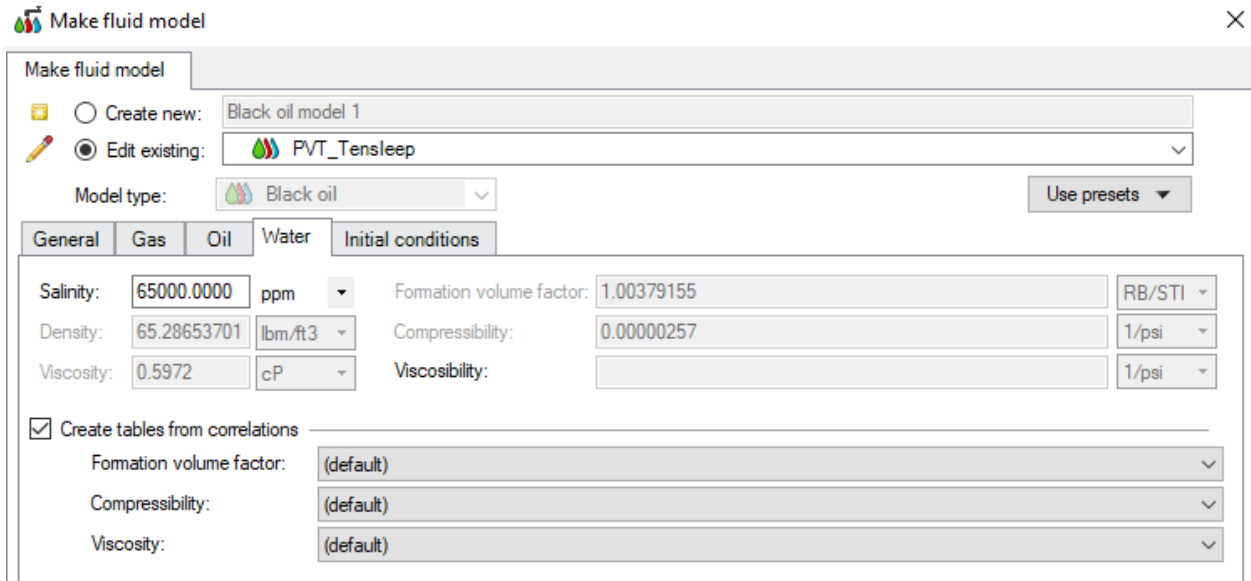 Make fluid model
Make fluid model
Create new: Black oil model 1
Edit existing: PVT_Tensleep
Model type: Black oil Use presets
General Gas Oil Water Initial conditions
Salinity: 65000.0000 ppm Formation volume factor: 1.00379155 RB/STI
Density: 65.28653701 lbm/ft3 Compressibility: 0.00000257 1/psi
Viscosity: 0.5972 cP Viscosibility: 1/psi
Create tables from correlations
Formation volume factor: (default)
Compressibility: (default)
Viscosity: (default)